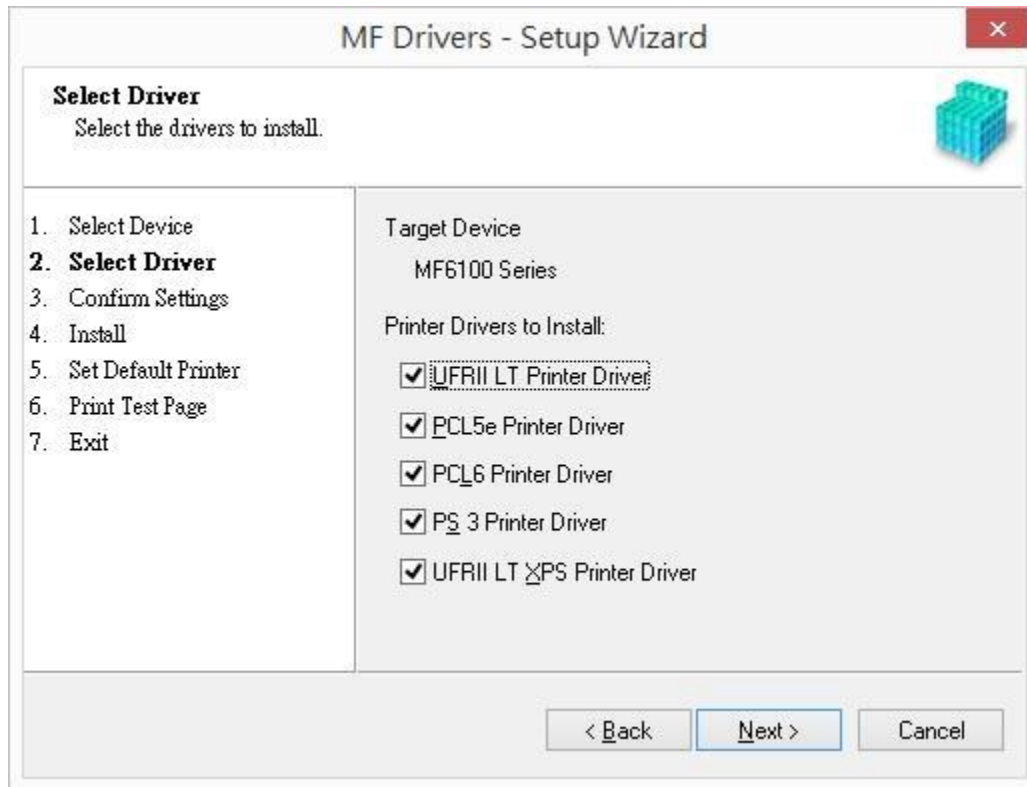 MF Drivers - Setup Wizard
Select Driver
Select the drivers to install.
1. Select Device
2. Select Driver
3. Confirm Settings
4. Install
5. Set Default Printer
6. Print Test Page
7. Exit
Target Device
MF6100 Series
Printer Drivers to Install:
UFRII LT Printer Driver
PCL5e Printer Driver
PCL6 Printer Driver
PS 3 Printer Driver
UFRII LT XPS Printer Driver
< Back
Next >
Cancel